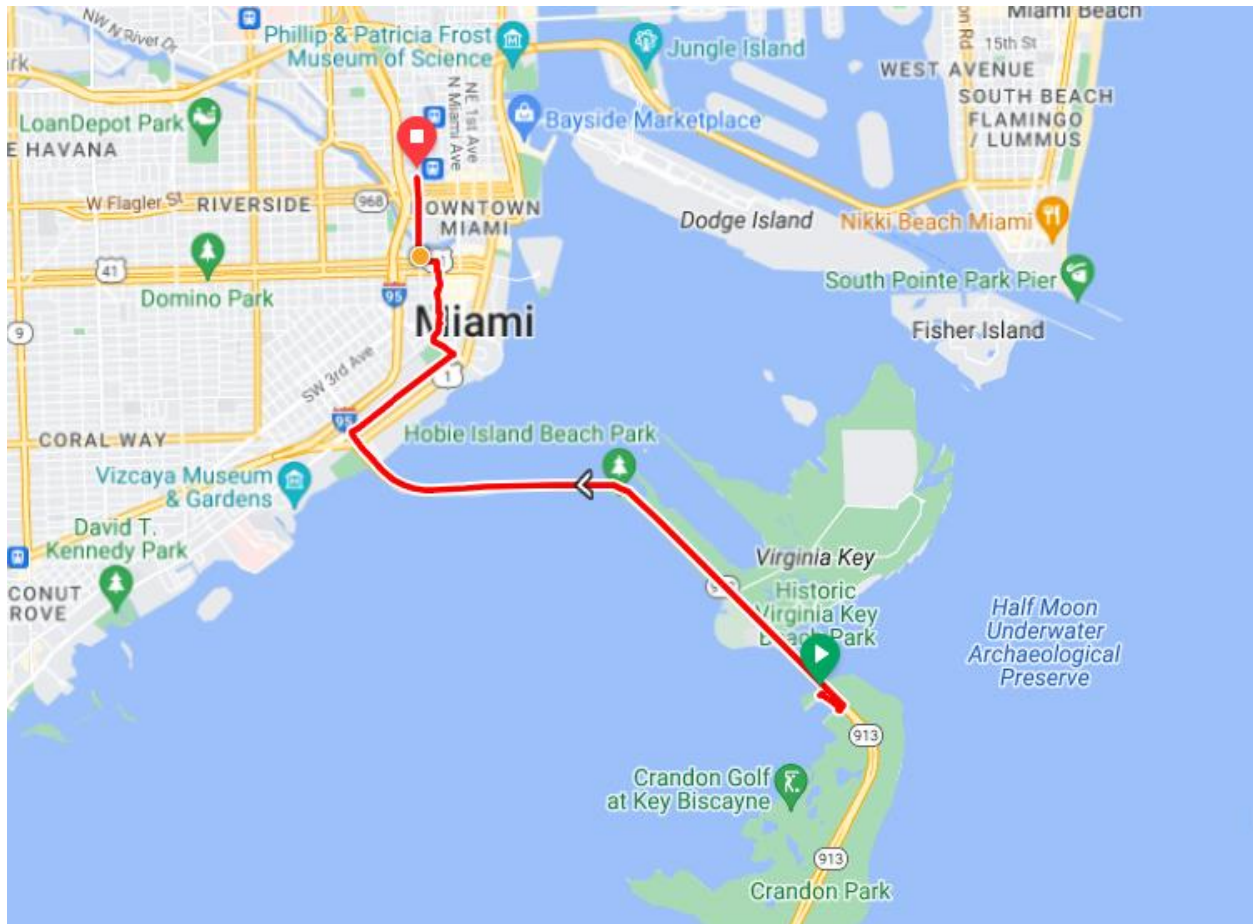 Miami Beach
NW N River Dr
Phillip & Patricia Frost
Museum of Science
Jungle Island
15th St
WEST AVENUE
ark
NE 1st Ave
N Miami Ave
SOUTH BEACH
FLAMINGO
/ LUMMUS
LoanDepot Park
Bayside Marketplace
E HAVANA
W Flagler St
RIVERSIDE
968
DOWNTOWN
MIAMI
Dodge Island
Nikki Beach Miami
41
Domino Park
95
South Pointe Park Pier
9
Miami
Fisher Island
SW 3rd Ave
1
95
CORAL WAY
Hobie Island Beach Park
Vizcaya Museum
& Gardens
David T.
Kennedy Park
Virginia Key
CONUT
ROVE
Historic
Virginia Key
Beach Park
Half Moon
Underwater
Archaeological
Preserve
913
Crandon Golf
at Key Biscayne
913
Crandon Park